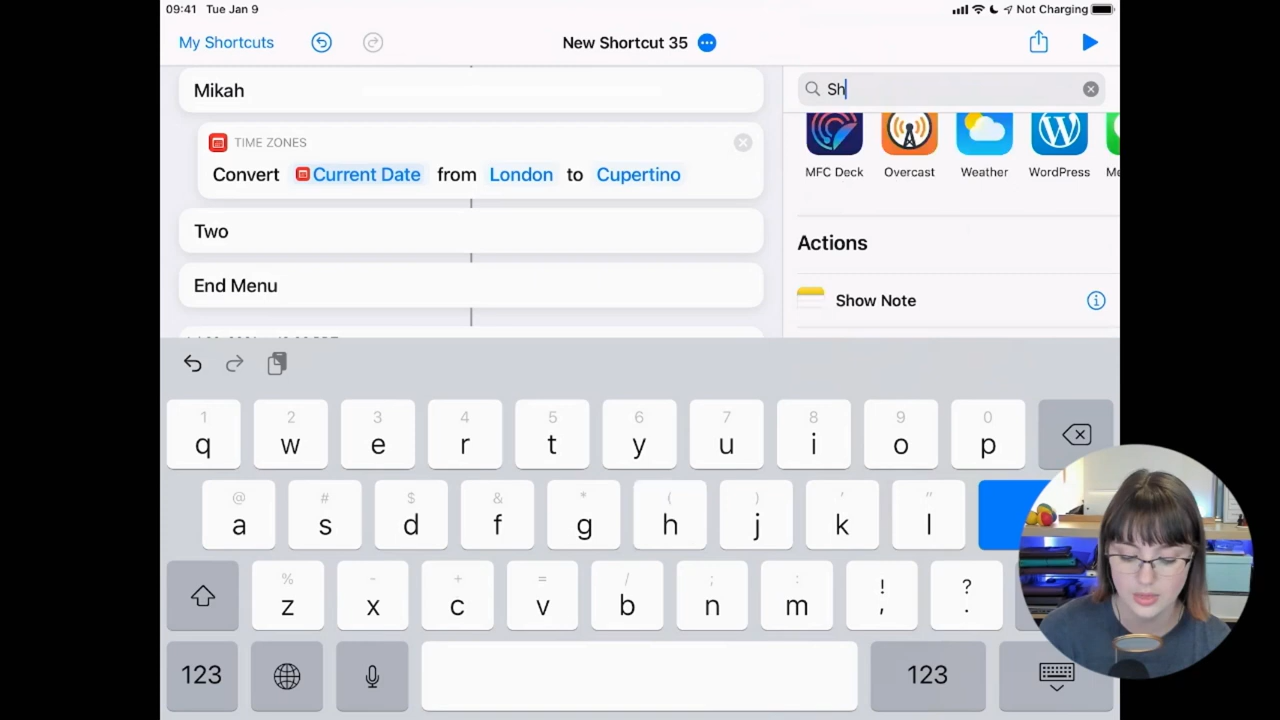 09:41 Tue Jan 9
Not Charging
My Shortcuts
New Shortcut 35
Mikah
TIME ZONES
Convert Current Date from London to Cupertino
Two
End Menu
Sh
MFC Deck Overcast Weather WordPress
Actions
Show Note
1 2 3 4 5 6 7 8 9 0
q w e r t y u i o p
@ # $ & * ( ) ' "
a s d f g h j k l
% - + = / ; : ! ?
z x c v b n m , .
123 123